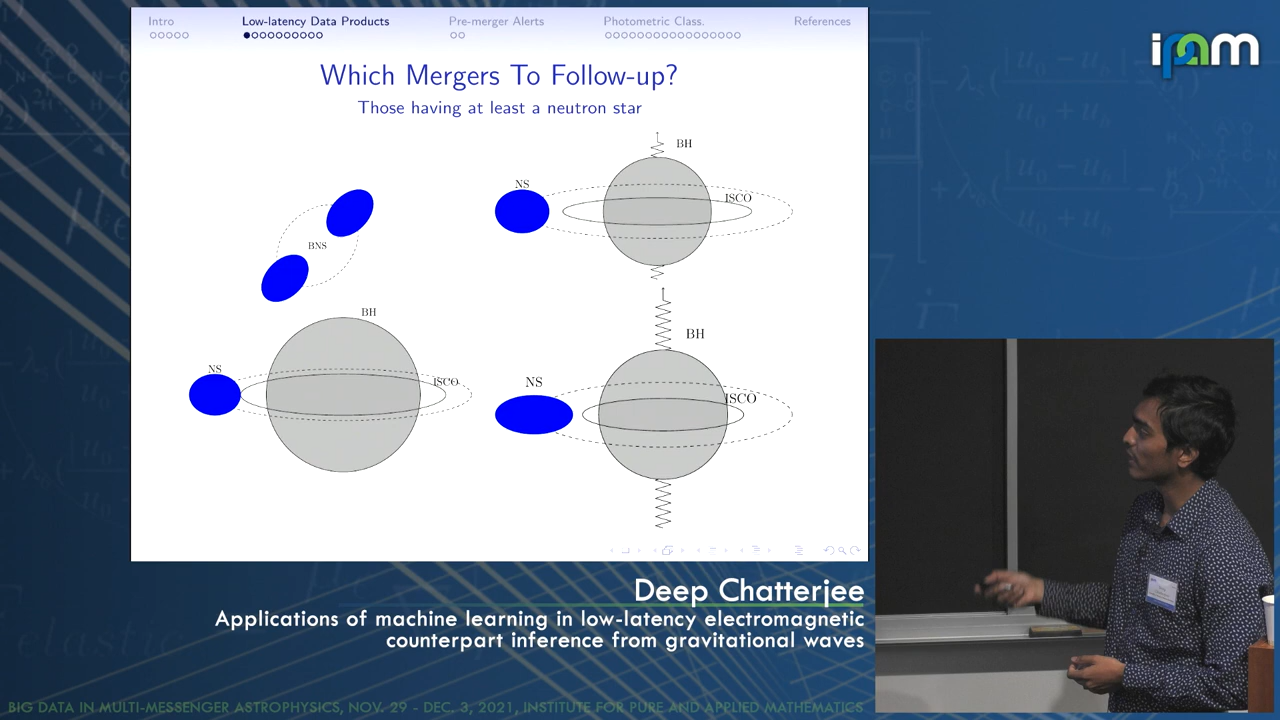 Intro
Low-latency Data Products
Pre-merger Alerts
Photometric Class.
References
ipam
Which Mergers To Follow-up?
Those having at least a neutron star
BH
NS
ISCO
BNS
BH
NS
ISCO
BH
NS
ISCO
Deep Chatterjee
Applications of machine learning in low-latency electromagnetic
counterpart inference from gravitational waves
BIG DATA IN MULTI-MESSENGER ASTROPHYSICS, NOV. 29 - DEC. 3, 2021, INSTITUTE FOR PURE AND APPLIED MATHEMATICS